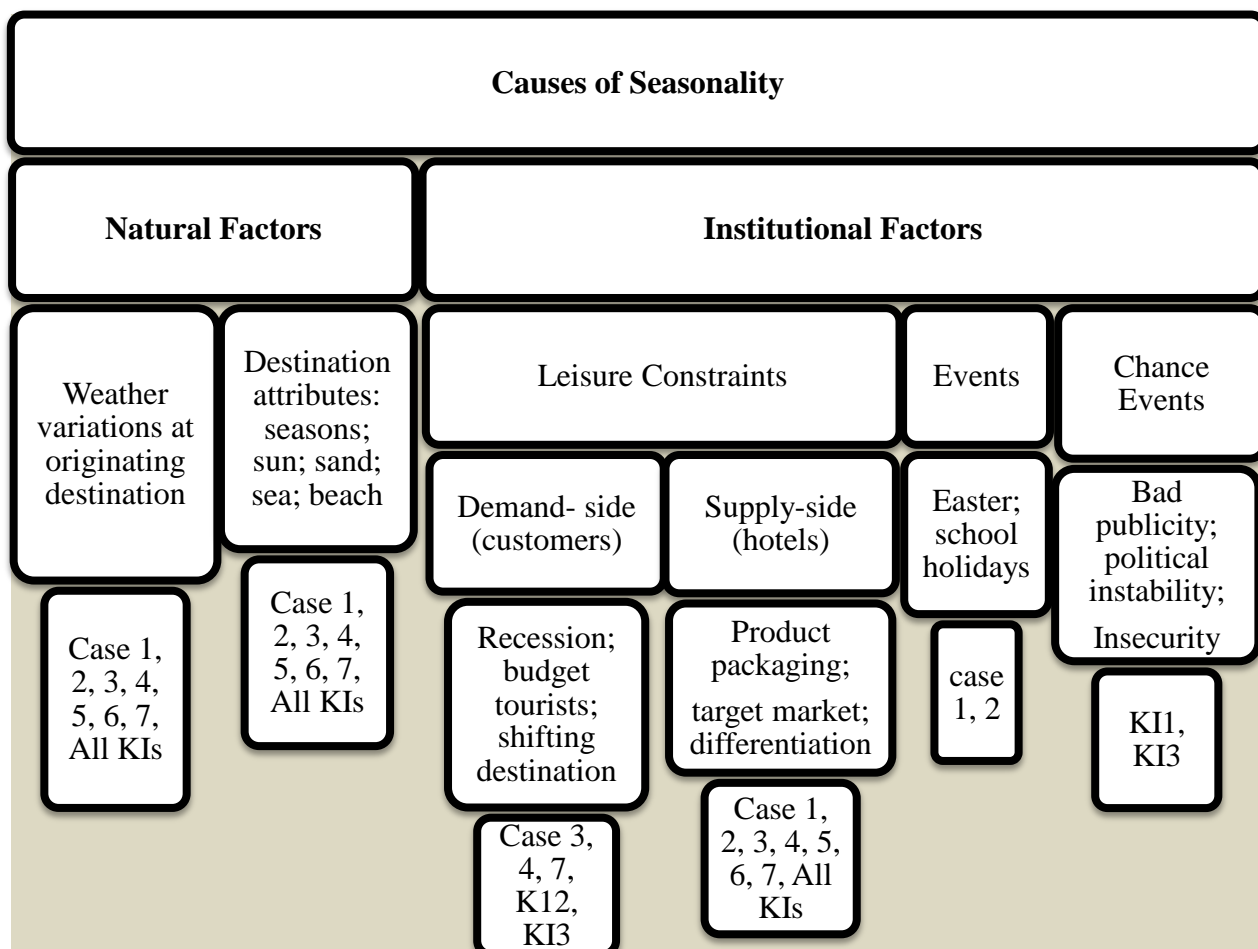 Causes of Seasonality
Natural Factors
Institutional Factors
Weather
variations at
originating
destination
Case 1,
2, 3, 4,
5, 6, 7,
All KIs
Destination
attributes:
seasons;
sun; sand;
sea; beach
Case 1,
2, 3, 4,
5, 6, 7,
All KIs
Leisure Constraints
Demand- side
(customers)
Recession;
budget
tourists;
shifting
destination
Case 3,
4, 7,
K12,
KI3
Supply-side
(hotels)
Product
packaging;
target market;
differentiation
Case 1,
2, 3, 4, 5,
6, 7, All
KIs
Events
Easter;
school
holidays
case
1, 2
Chance
Events
Bad
publicity;
political
instability;
Insecurity
KI1,
KI3